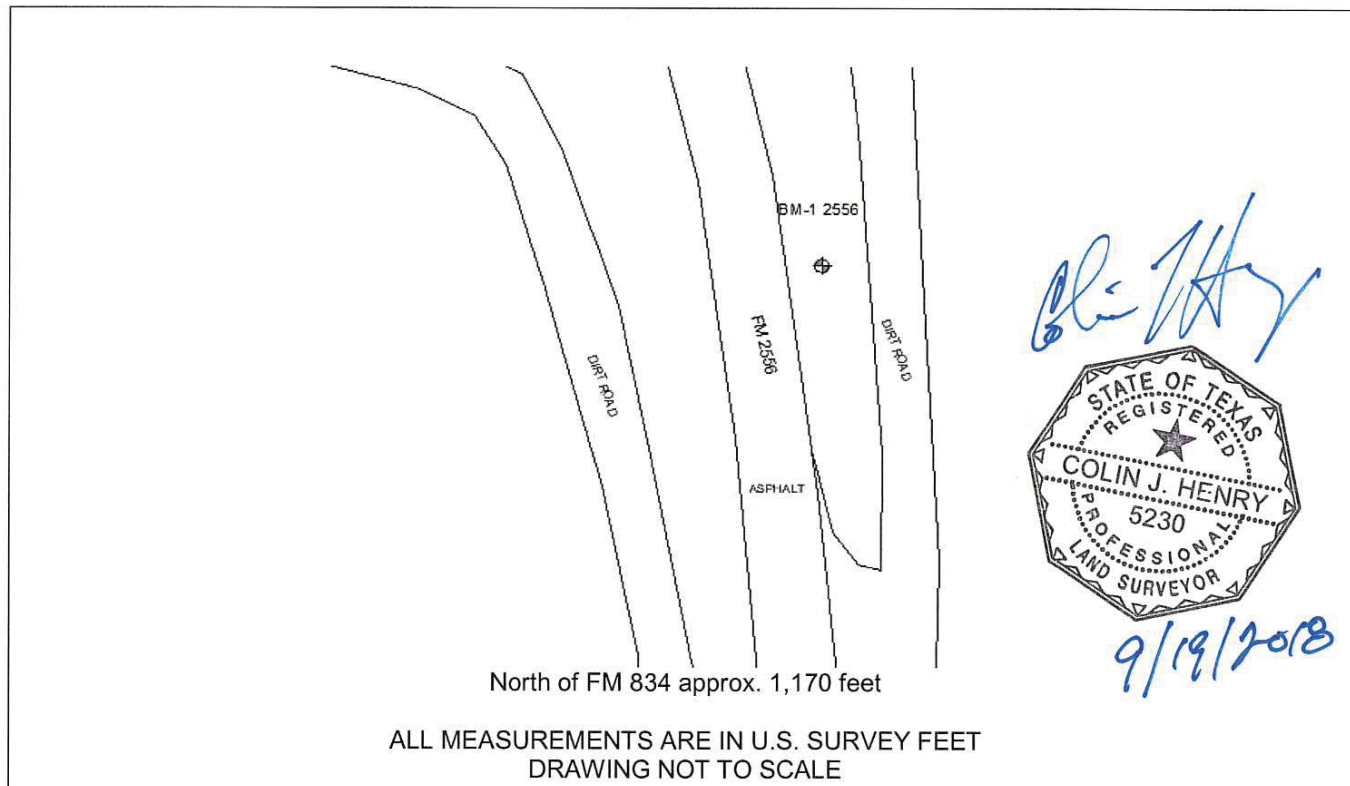 BM-1 2556
FM 2556
DIRT ROAD
DIRT ROAD
ASPHALT
Colin J Henry
STATE OF TEXAS
REGISTERED
COLIN J. HENRY
5230
PROFESSIONAL
LAND SURVEYOR
9/19/2018
North of FM 834 approx. 1,170 feet
ALL MEASUREMENTS ARE IN U.S. SURVEY FEET
DRAWING NOT TO SCALE